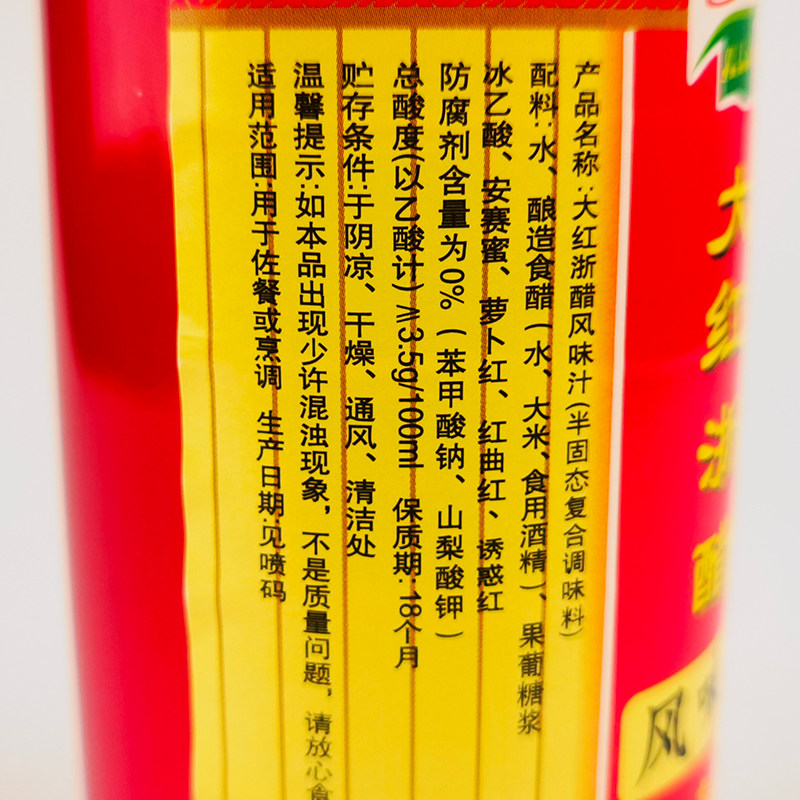 产品名称:大红浙醋风味汁(半固态复合调味料)
配料:水、酿造食醋(水、大米、食用酒精)、果葡糖浆
冰乙酸、安赛蜜、萝卜红、红曲红、诱惑红
防腐剂含量为0%(苯甲酸钠、山梨酸钾)
总酸度(以乙酸计)≥3.5g/100ml 保质期:18个月
贮存条件:于阴凉、干燥、通风、清洁处
温馨提示:如本品出现少许混浊现象,不是质量问题,请放心食
适用范围:用于佐餐或烹调 生产日期:见喷码
大红浙醋
风味